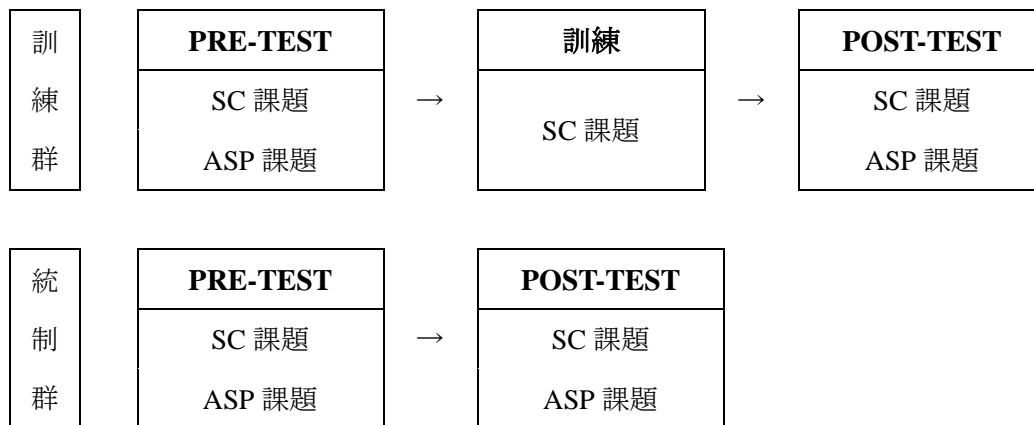 訓練群
PRE-TEST
SC 課題
ASP 課題
→
訓練
SC 課題
→
POST-TEST
SC 課題
ASP 課題
統制群
PRE-TEST
SC 課題
ASP 課題
→
POST-TEST
SC 課題
ASP 課題